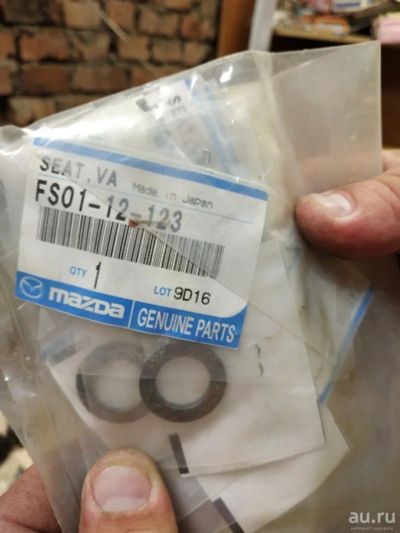 SEAT, VA Made in Japan
FS01-12-123
QTY 1 LOT 9D16
mazda GENUINE PARTS
au.ru